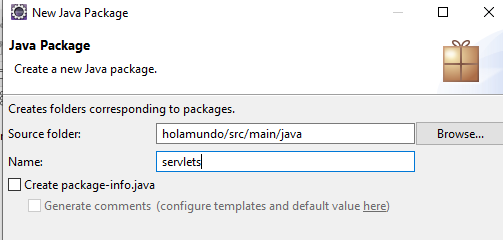 New Java Package
Java Package
Create a new Java package.
Creates folders corresponding to packages.
Source folder: holamundo/src/main/java Browse...
Name: servlets
Create package-info.java
Generate comments (configure templates and default value here)